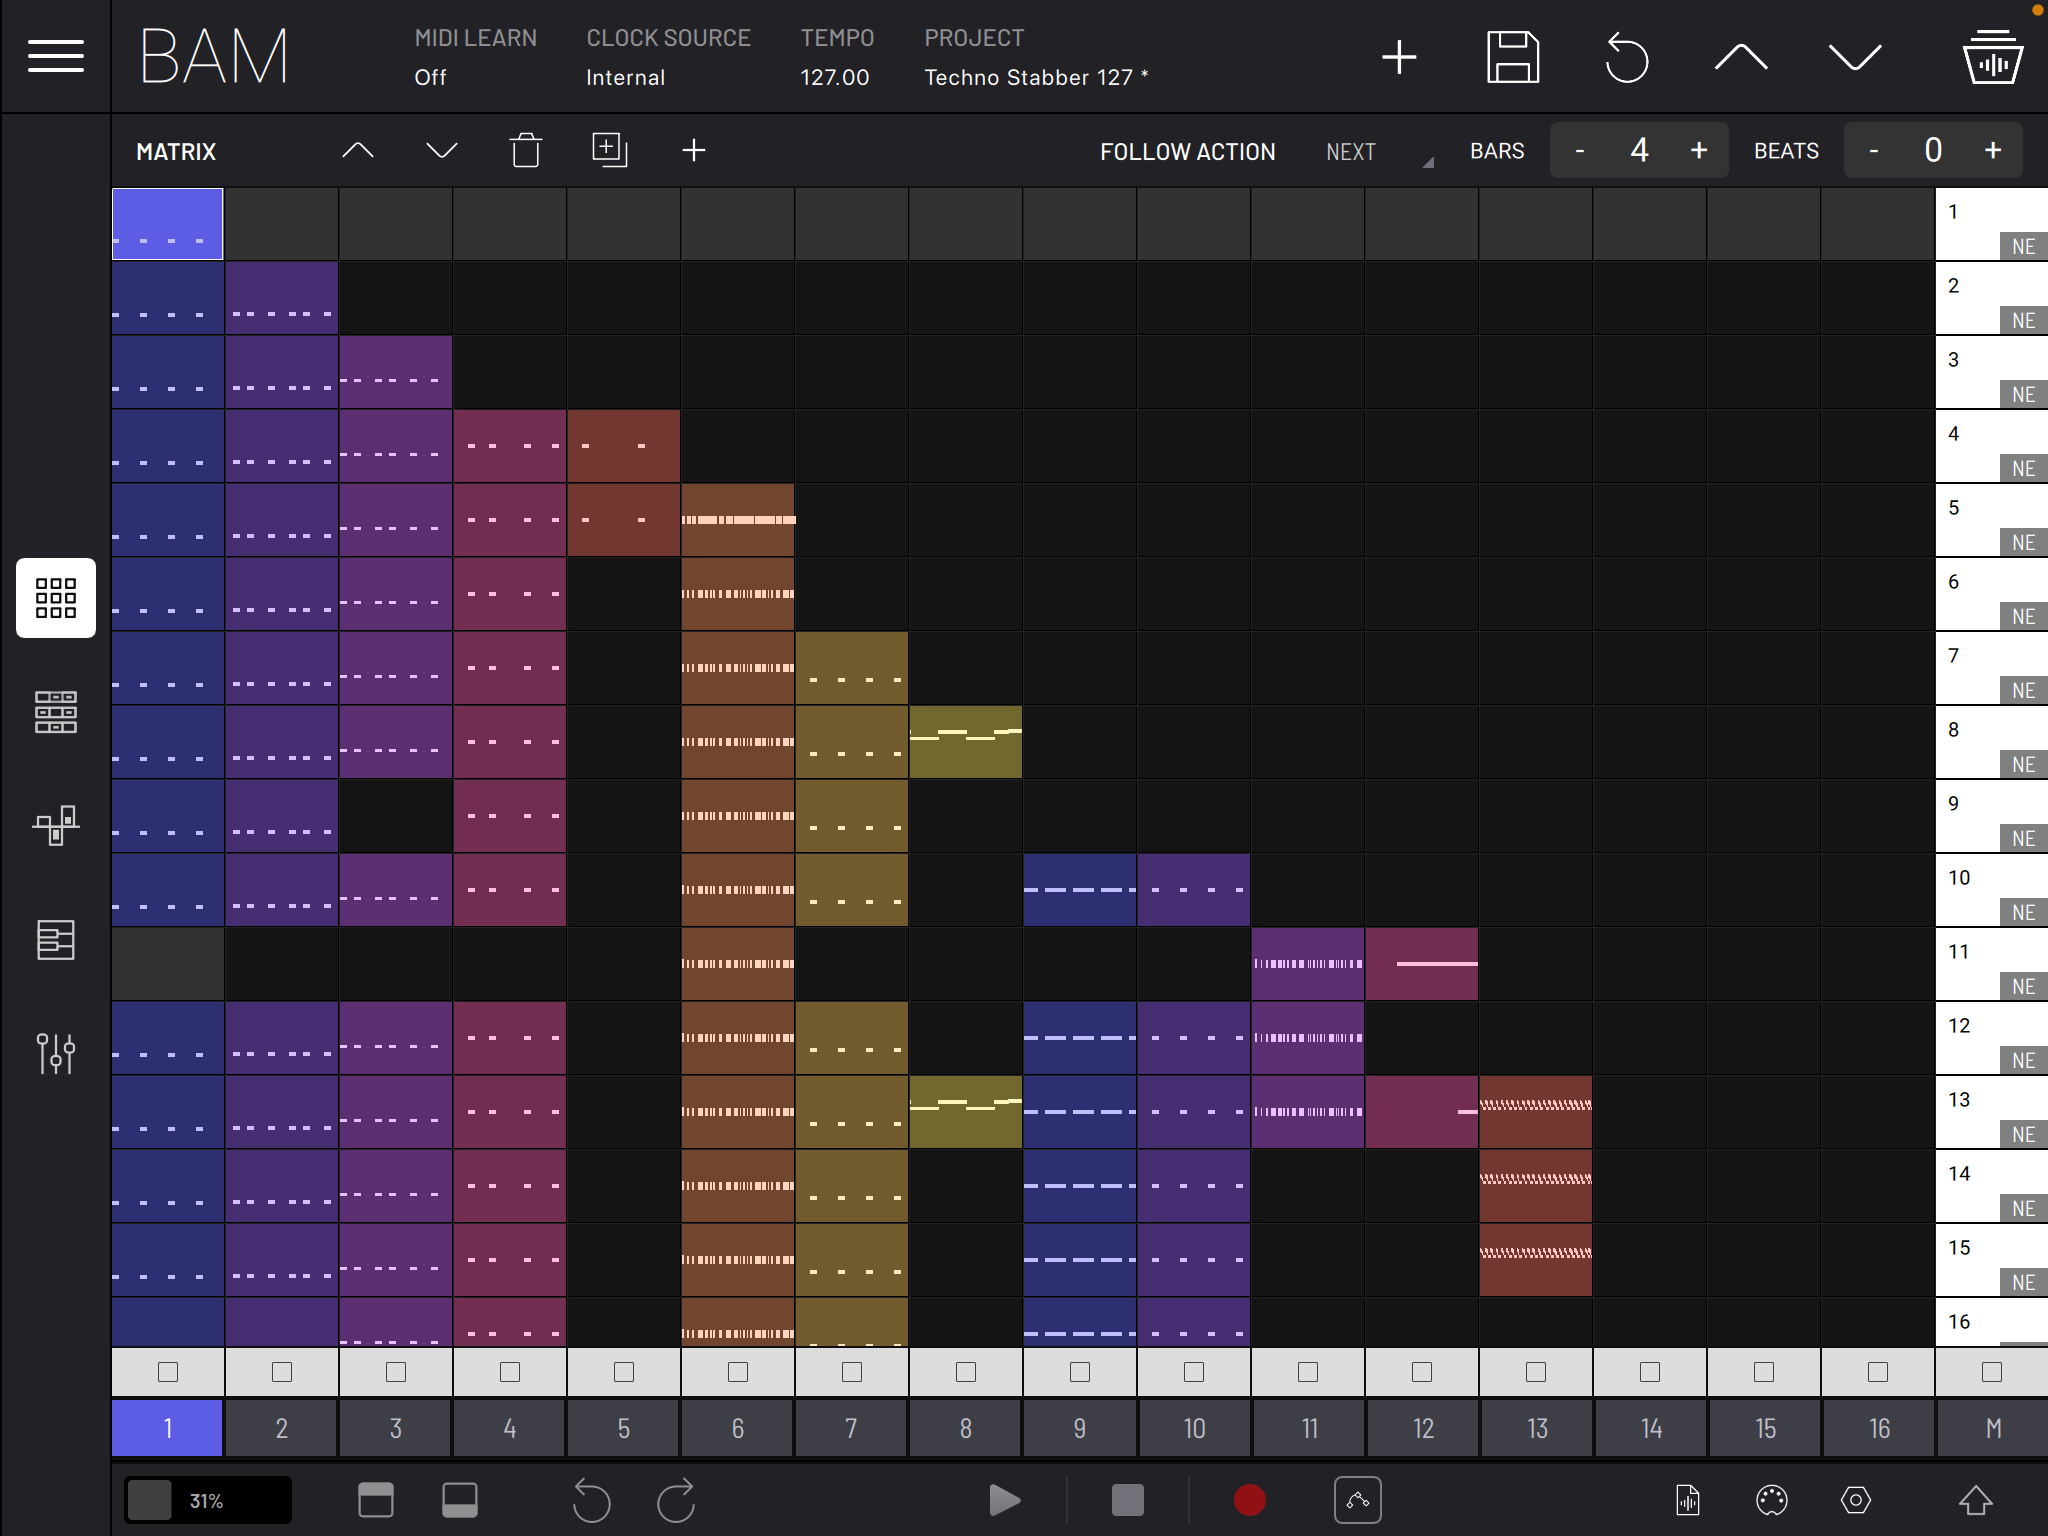 BAM
MIDI LEARN CLOCK SOURCE TEMPO PROJECT
Off Internal 127.00 Techno Stabber 127 *
MATRIX FOLLOW ACTION NEXT BARS - 4 + BEATS - 0 +
1
NE
2
NE
3
NE
4
NE
5
NE
6
NE
7
NE
8
NE
9
NE
10
NE
11
NE
12
NE
13
NE
14
NE
15
NE
16
1 2 3 4 5 6 7 8 9 10 11 12 13 14 15 16 M
31%